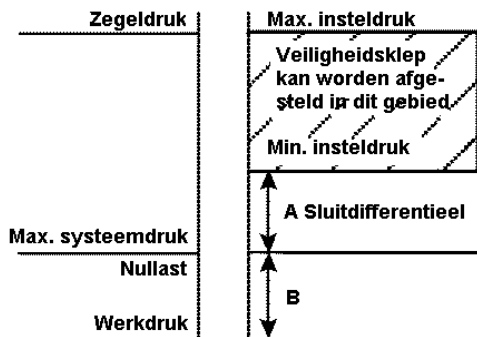 Zegeldruk
Max. insteldruk
Veiligheidsklep
kan worden afge-
steld in dit gebied
Min. insteldruk
A Sluitdifferentieel
Max. systeemdruk
Nullast
B
Werkdruk